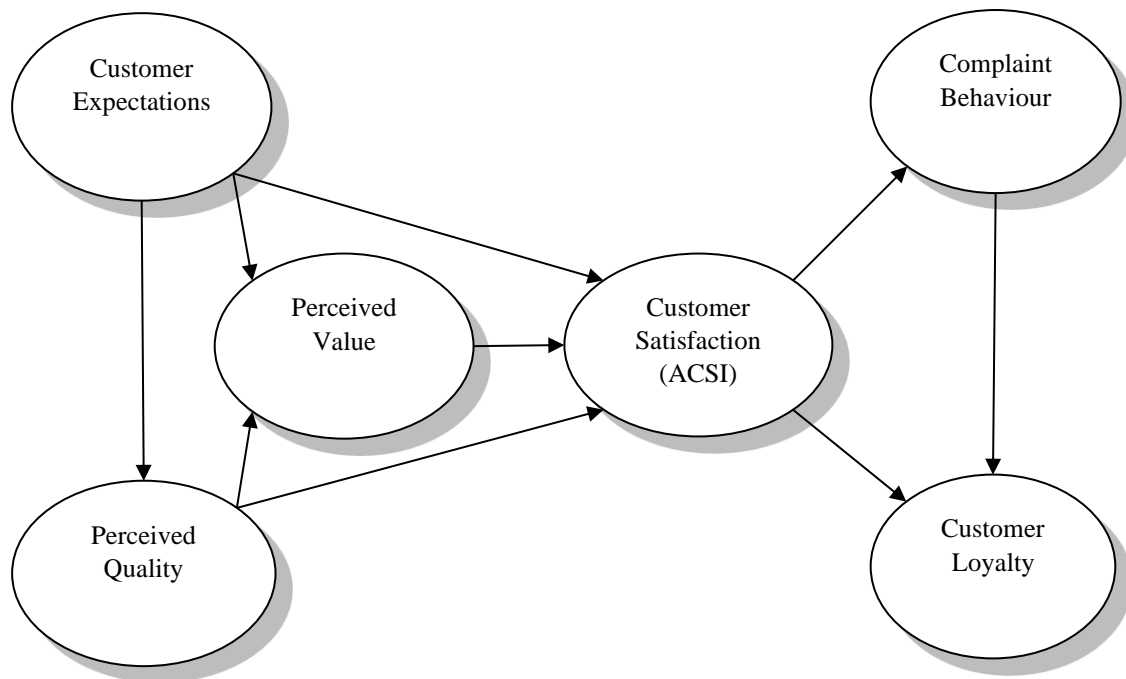 Customer
Expectations
Complaint
Behaviour
Perceived
Value
Customer
Satisfaction
(ACSI)
Perceived
Quality
Customer
Loyalty